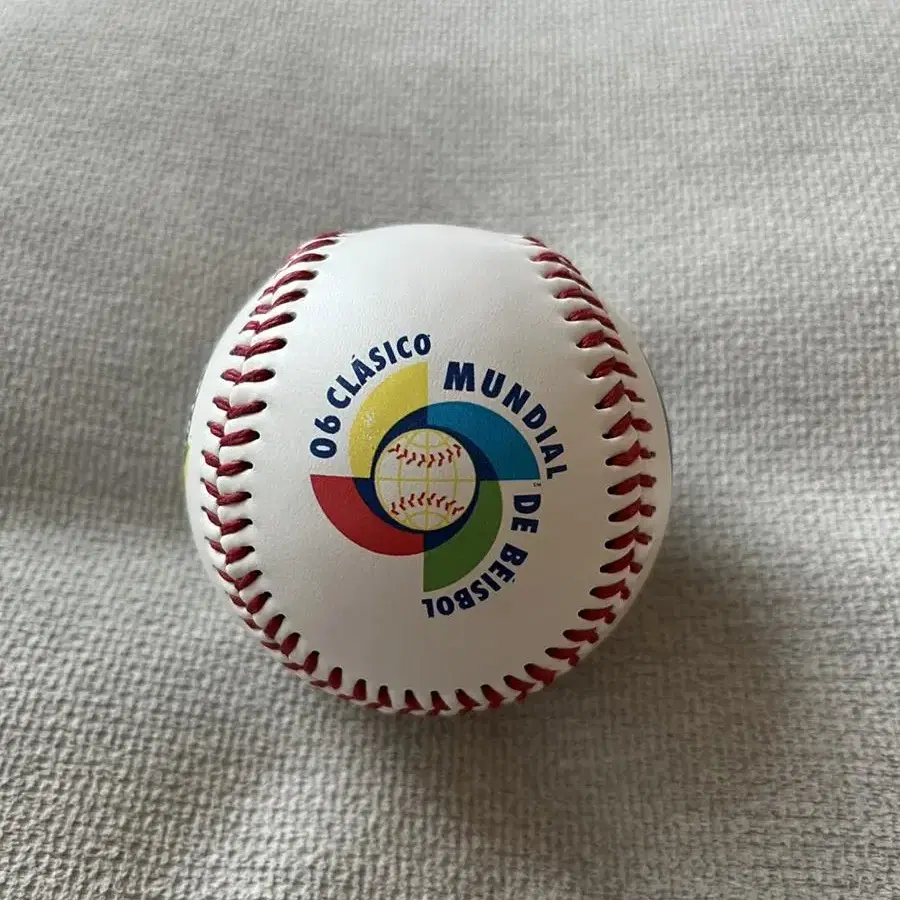 06 CLÁSICO
MUNDIAL
DE BÉISBOL